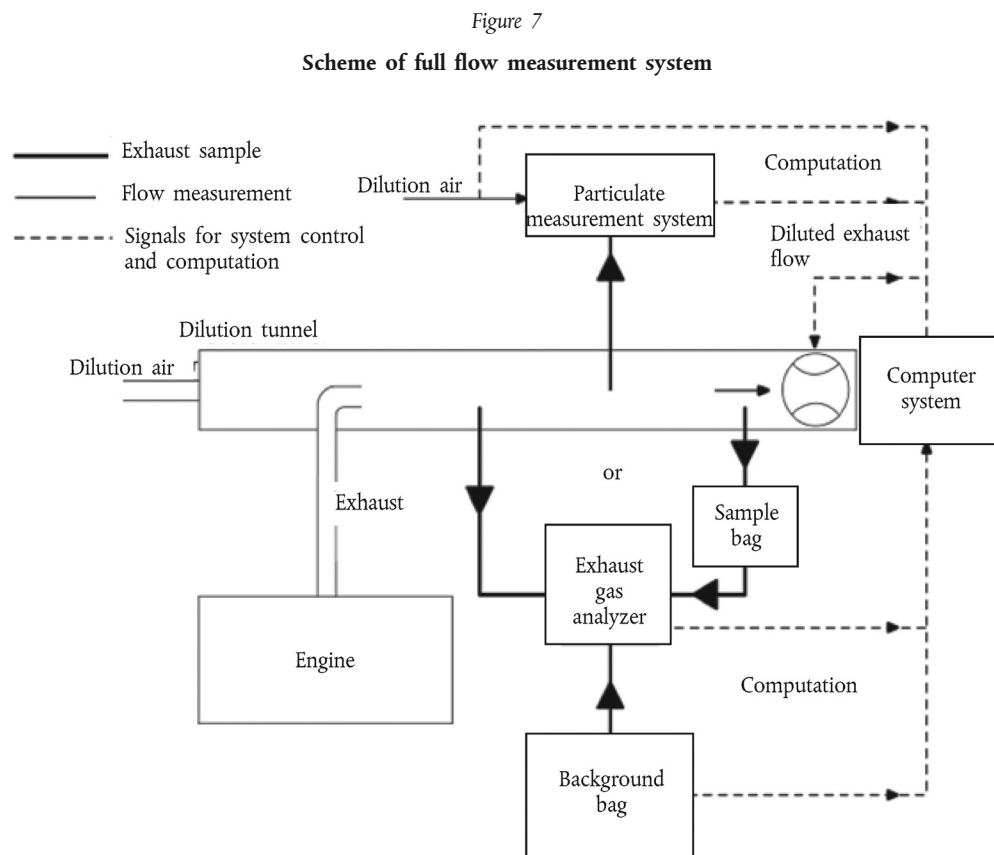 Figure 7
Scheme of full flow measurement system
Exhaust sample
Flow measurement
Signals for system control
and computation
Dilution air
Particulate
measurement system
Computation
Diluted exhaust
flow
Dilution tunnel
Dilution air
Computer
system
or
Exhaust
Sample
bag
Exhaust
gas
analyzer
Engine
Computation
Background
bag